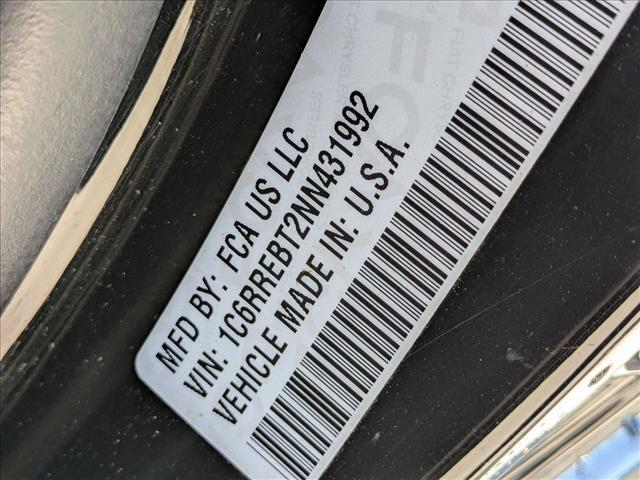 MFD BY: FCA US LLC
VIN: 1C6RREBT2NN431992
VEHICLE MADE IN: U.S.A.